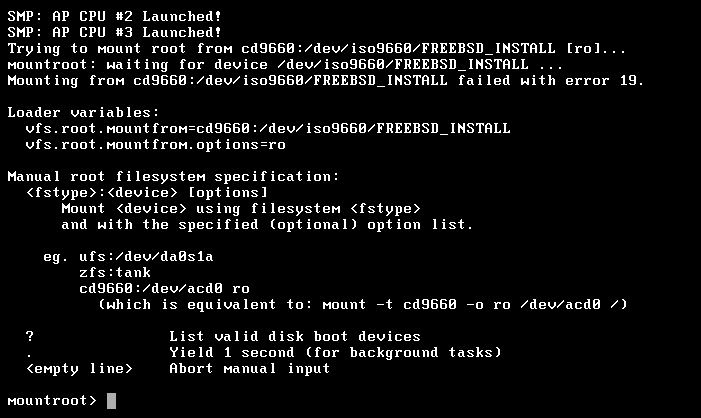 SMP: AP CPU #2 Launched!
SMP: AP CPU #3 Launched!
Trying to mount root from cd9660:/dev/iso9660/FREEBSD_INSTALL [ro]...
mountroot: waiting for device /dev/iso9660/FREEBSD_INSTALL ...
Mounting from cd9660:/dev/iso9660/FREEBSD_INSTALL failed with error 19.

Loader variables:
  vfs.root.mountfrom=cd9660:/dev/iso9660/FREEBSD_INSTALL
  vfs.root.mountfrom.options=ro

Manual root filesystem specification:
  <fstype>:<device> [options]
      Mount <device> using filesystem <fstype>
      and with the specified (optional) option list.

    eg. ufs:/dev/da0s1a
        zfs:tank
        cd9660:/dev/acd0 ro
          (which is equivalent to: mount -t cd9660 -o ro /dev/acd0 /)

  ?               List valid disk boot devices
  .               Yield 1 second (for background tasks)
  <empty line>    Abort manual input

mountroot>